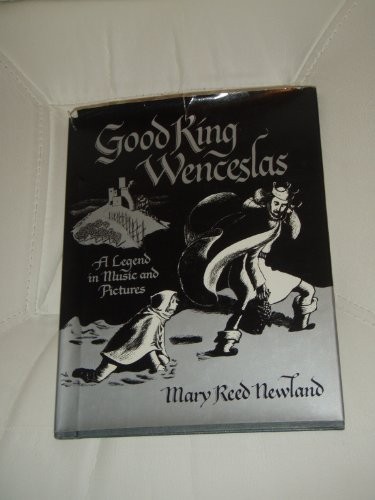 Good King
Wenceslas
A Legend
in Music and
Pictures
Mary Reed Newland